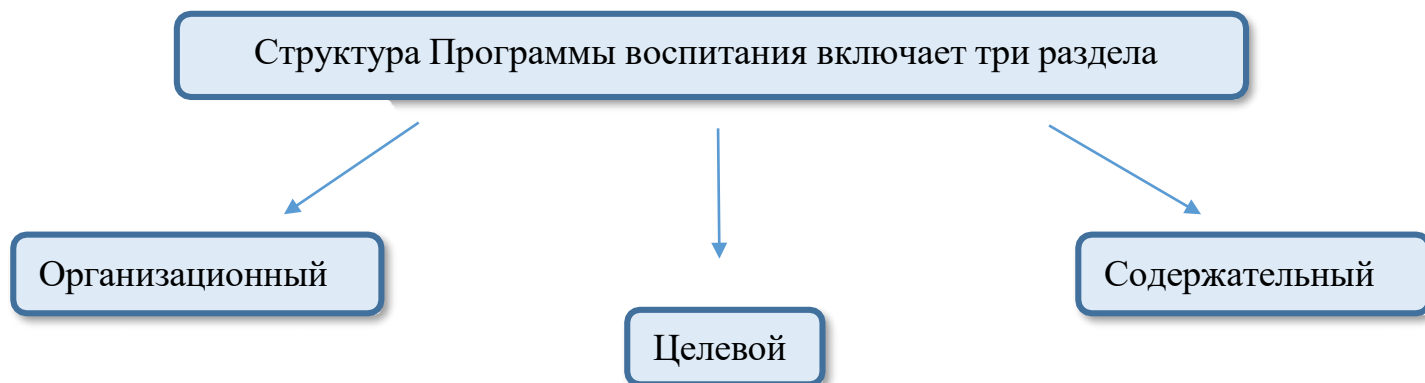 Структура Программы воспитания включает три раздела
Организационный
Содержательный
Целевой